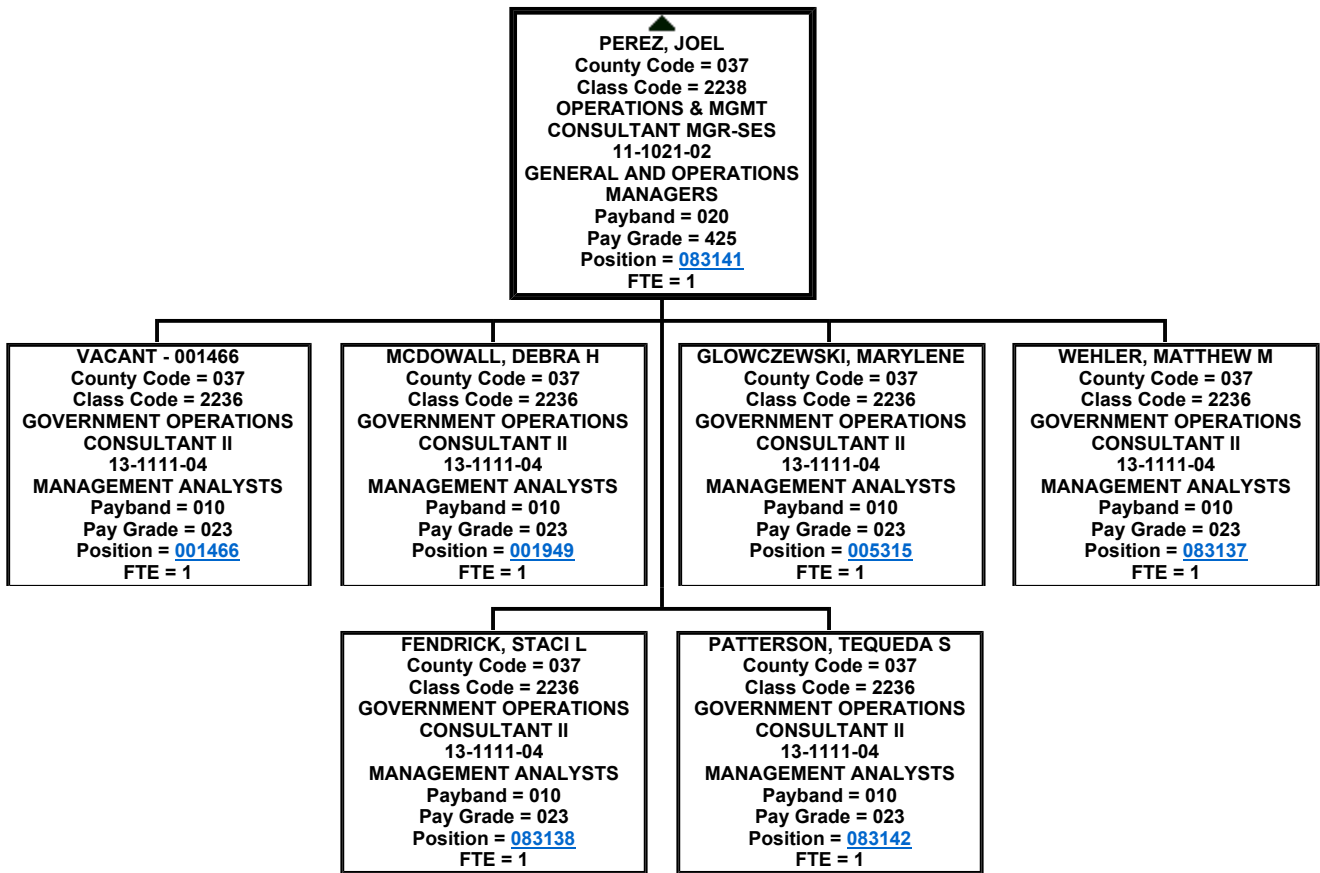 PEREZ, JOEL
County Code = 037
Class Code = 2238
OPERATIONS & MGMT
CONSULTANT MGR-SES
11-1021-02
GENERAL AND OPERATIONS
MANAGERS
Payband = 020
Pay Grade = 425
Position = 083141
FTE = 1
VACANT - 001466
County Code = 037
Class Code = 2236
GOVERNMENT OPERATIONS
CONSULTANT II
13-1111-04
MANAGEMENT ANALYSTS
Payband = 010
Pay Grade = 023
Position = 001466
FTE = 1
MCDOWALL, DEBRA H
County Code = 037
Class Code = 2236
GOVERNMENT OPERATIONS
CONSULTANT II
13-1111-04
MANAGEMENT ANALYSTS
Payband = 010
Pay Grade = 023
Position = 001949
FTE = 1
GLOWCZEWSKI, MARYLENE
County Code = 037
Class Code = 2236
GOVERNMENT OPERATIONS
CONSULTANT II
13-1111-04
MANAGEMENT ANALYSTS
Payband = 010
Pay Grade = 023
Position = 005315
FTE = 1
WEHLER, MATTHEW M
County Code = 037
Class Code = 2236
GOVERNMENT OPERATIONS
CONSULTANT II
13-1111-04
MANAGEMENT ANALYSTS
Payband = 010
Pay Grade = 023
Position = 083137
FTE = 1
FENDRICK, STACI L
County Code = 037
Class Code = 2236
GOVERNMENT OPERATIONS
CONSULTANT II
13-1111-04
MANAGEMENT ANALYSTS
Payband = 010
Pay Grade = 023
Position = 083138
FTE = 1
PATTERSON, TEQUEDA S
County Code = 037
Class Code = 2236
GOVERNMENT OPERATIONS
CONSULTANT II
13-1111-04
MANAGEMENT ANALYSTS
Payband = 010
Pay Grade = 023
Position = 083142
FTE = 1